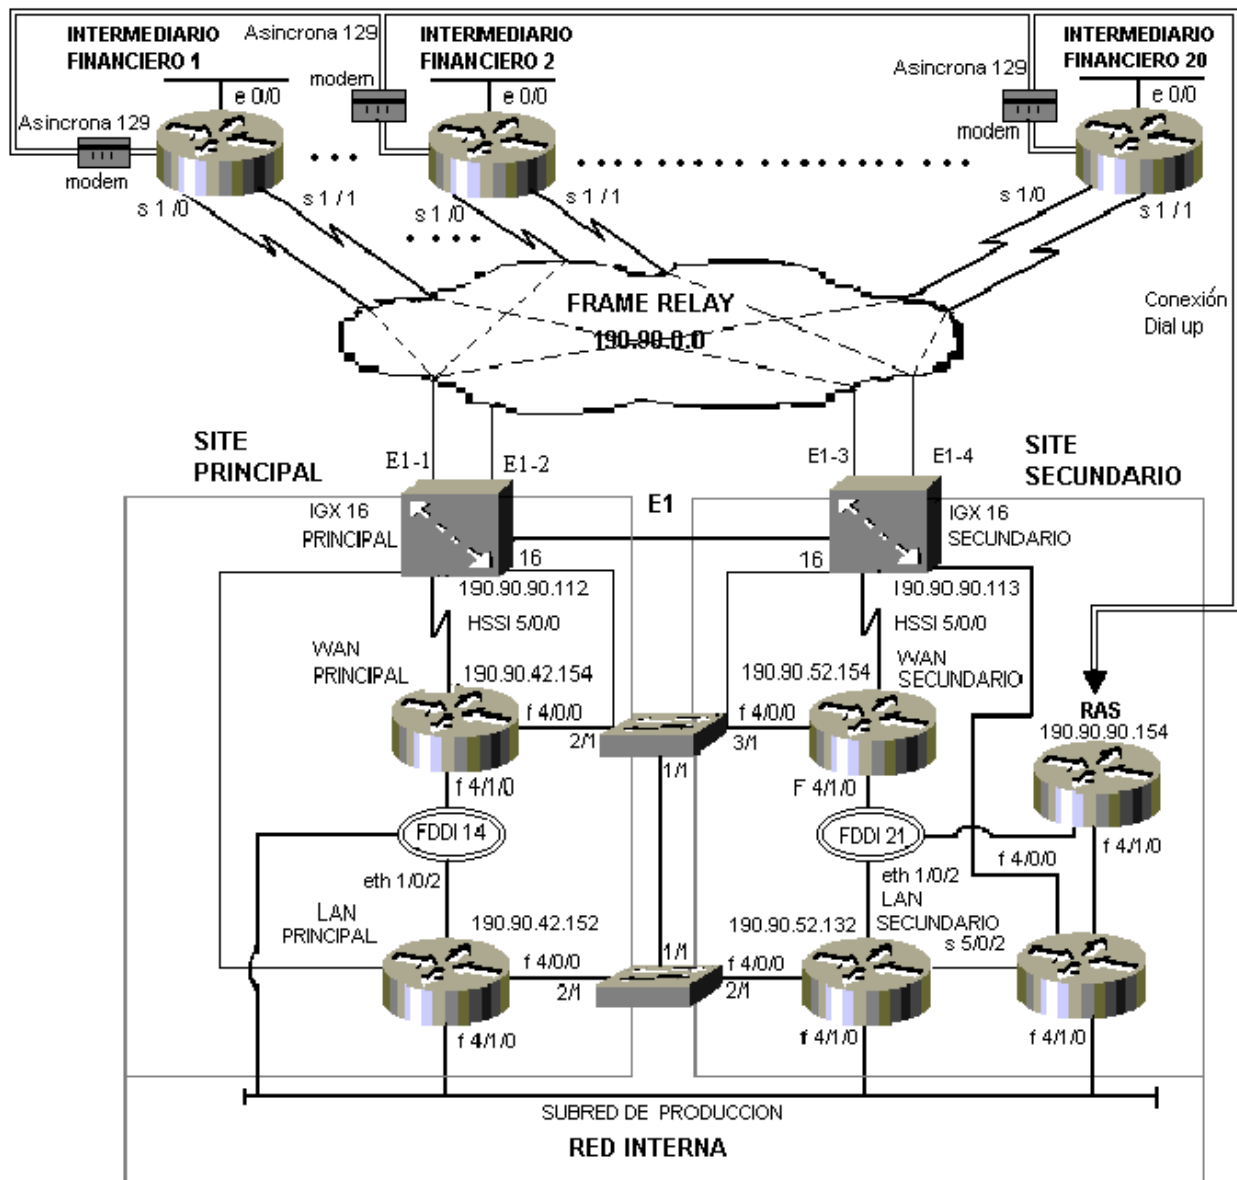 INTERMEDIARIO
FINANCIERO 1
Asincrona 129
INTERMEDIARIO
FINANCIERO 2
INTERMEDIARIO
FINANCIERO 20
modem
Asincrona 129
e 0/0
e 0/0
e 0/0
Asincrona 129
modem
modem
s 1 /0
s 1 / 1
s 1 /0
s 1 / 1
s 1/0
s 1 / 1
FRAME RELAY
190.90.0.0
Conexión
Dial up
SITE
PRINCIPAL
E1-1
E1-2
E1-3
E1-4
SITE
SECUNDARIO
IGX 16
PRINCIPAL
E1
IGX 16
SECUNDARIO
16
16
190.90.90.112
I90.90.90.113
HSSI 5/0/0
HSSI 5/0/0
WAN
PRINCIPAL
190.90.42.154
190.90.52.154
WAN
SECUNDARIO
f 4/0/0
f 4/0/0
RAS
190.90.90.154
2/1
3/1
1/1
f 4/1/0
F 4/1/0
FDDI 14
FDDI 21
f 4/0/0
f 4/1/0
eth 1/0/2
eth 1/0/2
LAN
PRINCIPAL
190.90.42.152
190.90.52.132
LAN
SECUNDARIO
s 5/0/2
1/1
f 4/0/0
f 4/0/0
2/1
2/1
f 4/1/0
f 4/1/0
f 4/1/0
SUBRED DE PRODUCCION
RED INTERNA